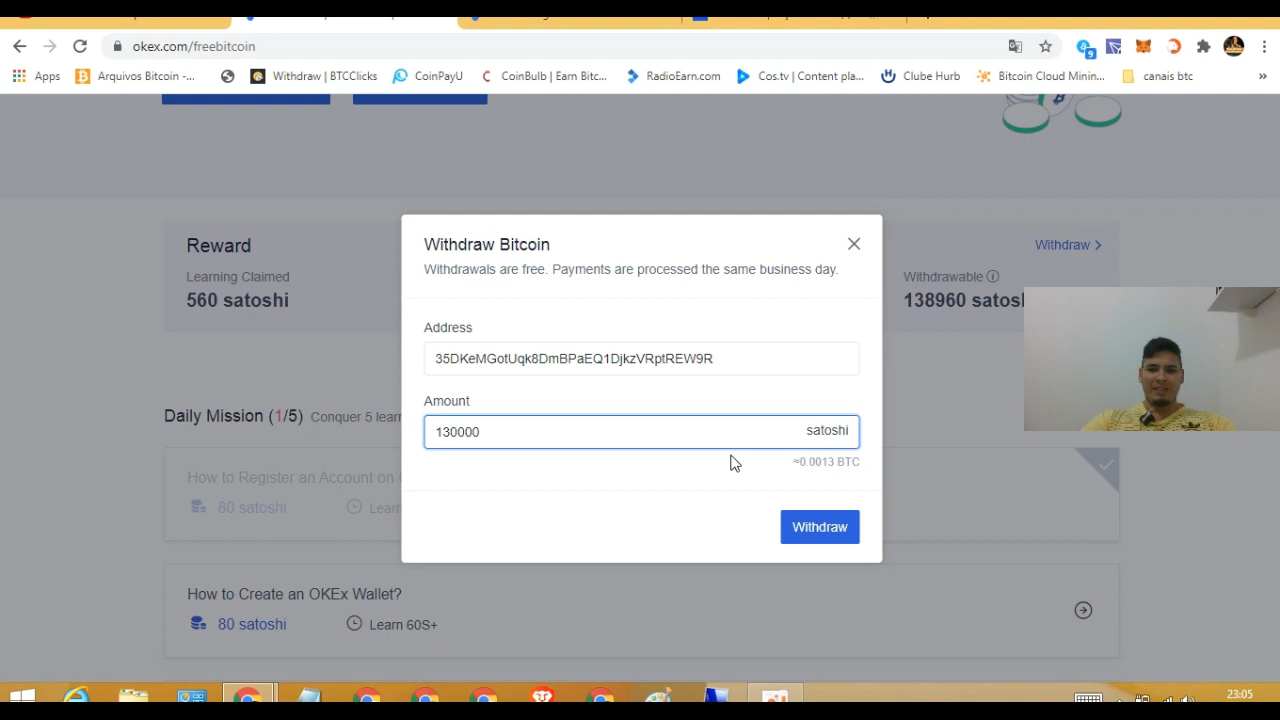 okex.com/freebitcoin
9
Apps
Arquivos Bitcoin -...
Withdraw | BTCClicks
CoinPayU
CoinBulb | Earn Bitc...
RadioEarn.com
Cos.tv | Content pla...
Clube Hurb
Bitcoin Cloud Minin...
canais btc
»
Reward
Withdraw >
Learning Claimed
Withdrawable
560 satoshi
138960
Withdraw Bitcoin
Withdrawals are free. Payments are processed the same business day.
Address
35DKeMGotUqk8DmBPaEQ1DjkzVRptREW9R
Amount
130000
satoshi
≈0.0013 BTC
Withdraw
Daily Mission (1/5)
Conquer 5
How to Register an Account on
80 satoshi
How to Create an OKEx Wallet?
80 satoshi
Learn 60S+
23:05